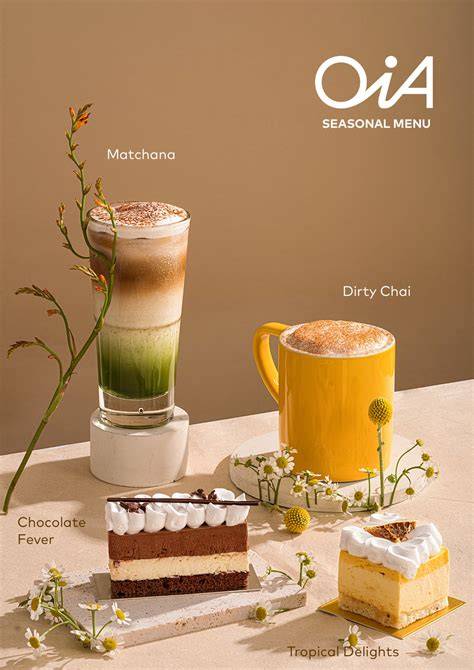 OiA
SEASONAL MENU
Matchana
Dirty Chai
Chocolate
Fever
Tropical Delights